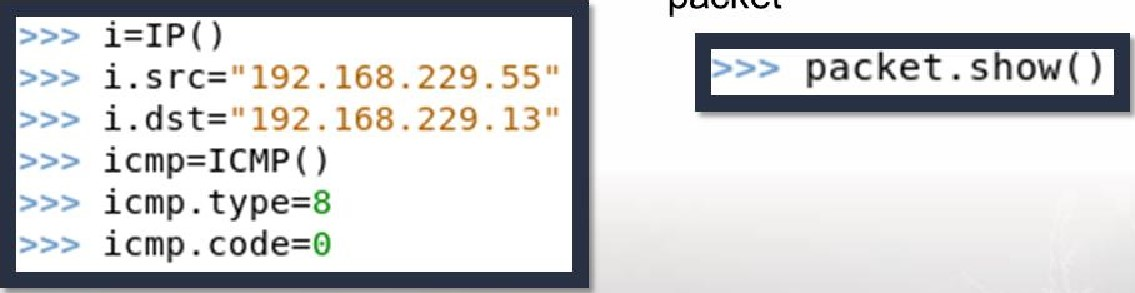 >>> i=IP()
>>> i.src="192.168.229.55"
>>> i.dst="192.168.229.13"
>>> icmp=ICMP()
>>> icmp.type=8
>>> icmp.code=0
packet
>>> packet.show()